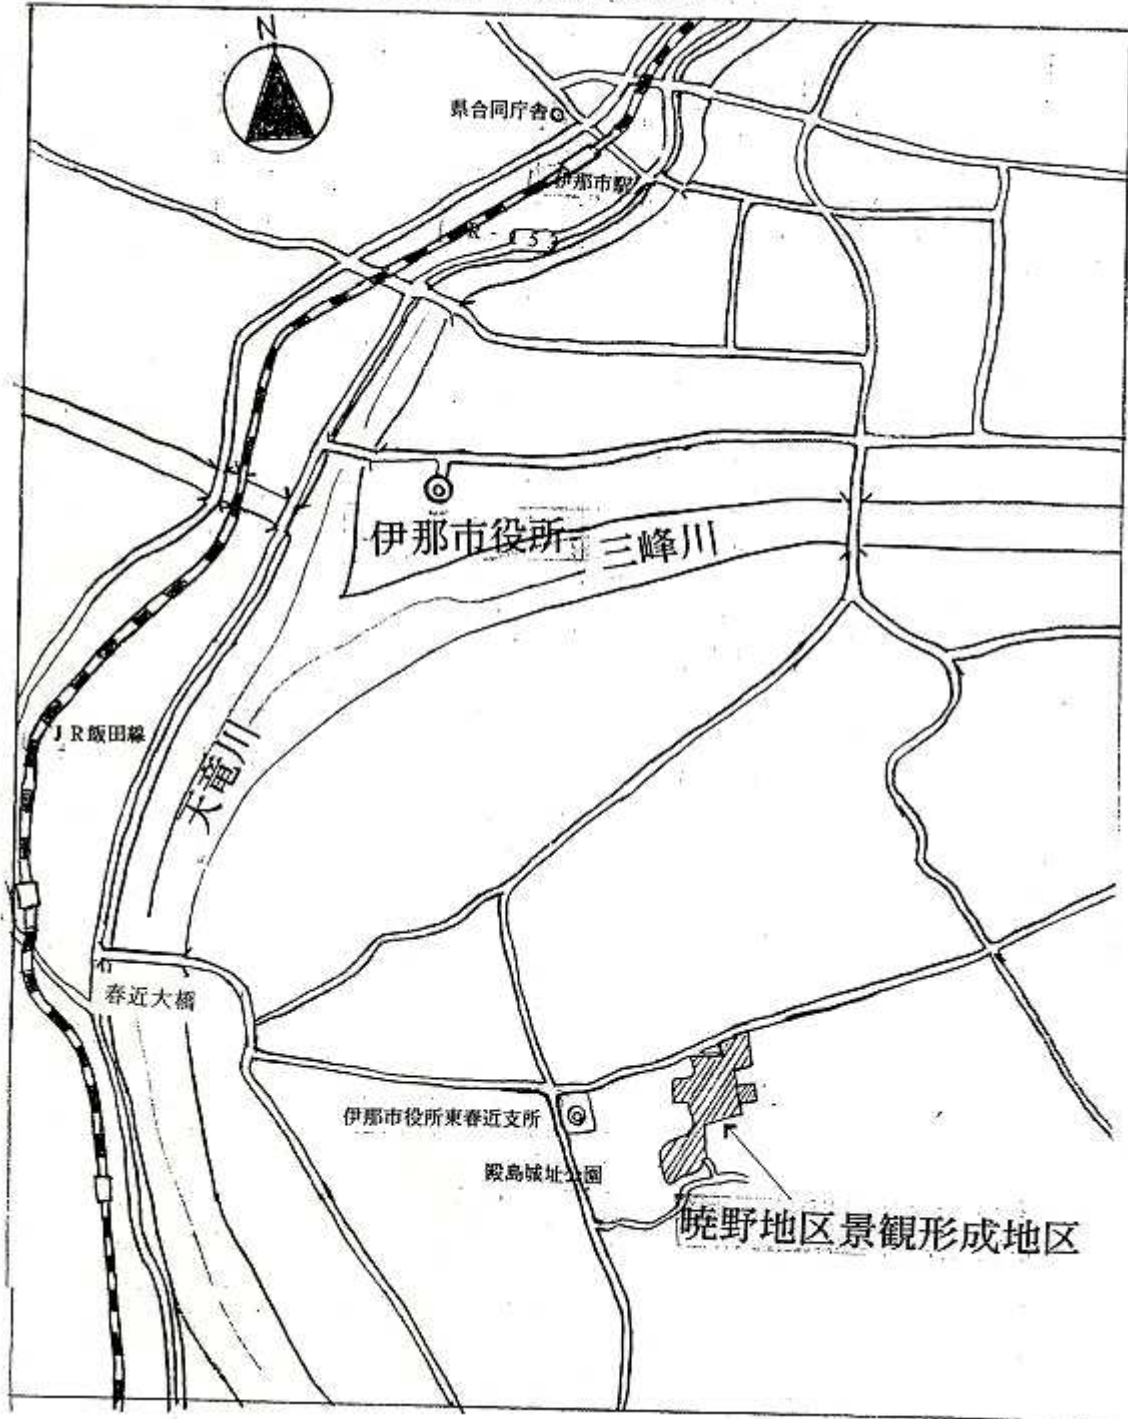 N
県合同庁舎
伊那市駅
R-153
伊那市役所
三峰川
JR飯田線
天竜川
春近大橋
伊那市役所東春近支所
殿島城址公園
暁野地区景観形成地区